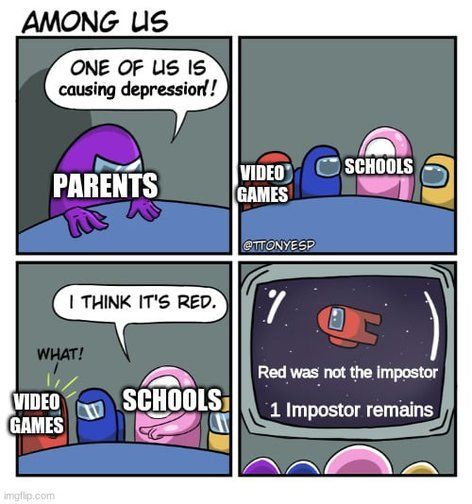 AMONG US
ONE OF US IS
causing depression!!
PARENTS
VIDEO
GAMES
SCHOOLS
@TTONYESP
I THINK IT'S RED.
WHAT!
VIDEO
GAMES
SCHOOLS
Red was not the impostor
1 Impostor remains
imgflip.com